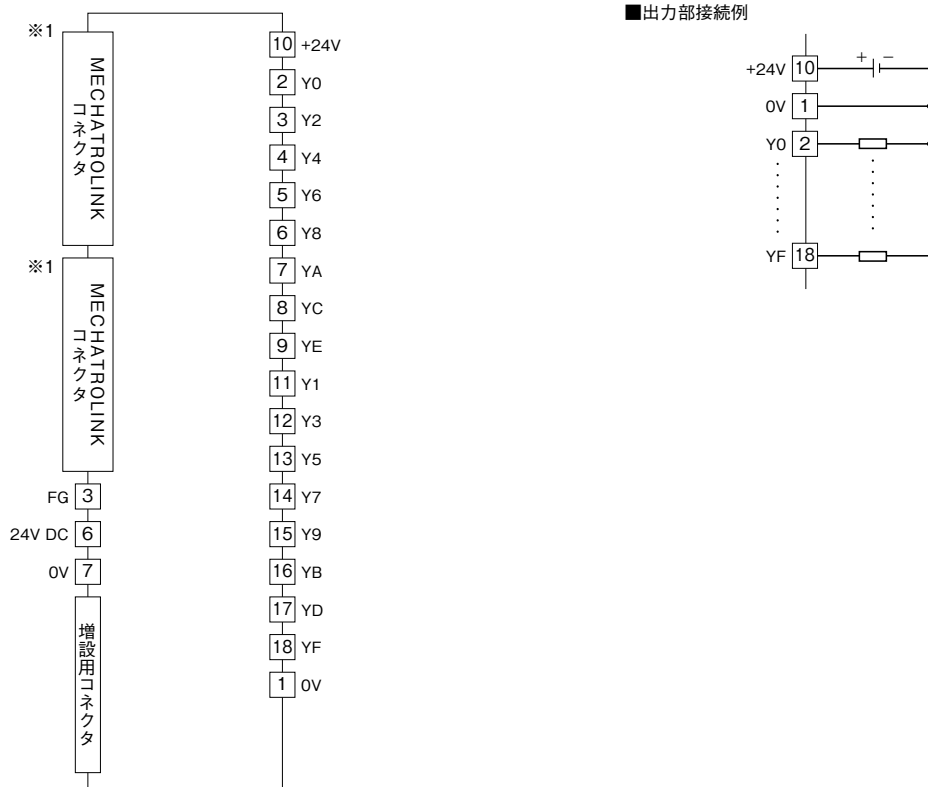 ※1
MECHATROLINK
コネクタ
※1
MECHATROLINK
コネクタ
FG 3
24V DC 6
0V 7
増設用コネクタ
10 +24V
2 Y0
3 Y2
4 Y4
5 Y6
6 Y8
7 YA
8 YC
9 YE
11 Y1
12 Y3
13 Y5
14 Y7
15 Y9
16 YB
17 YD
18 YF
1 0V
■出力部接続例
+24V 10 + −
0V 1
Y0 2
YF 18